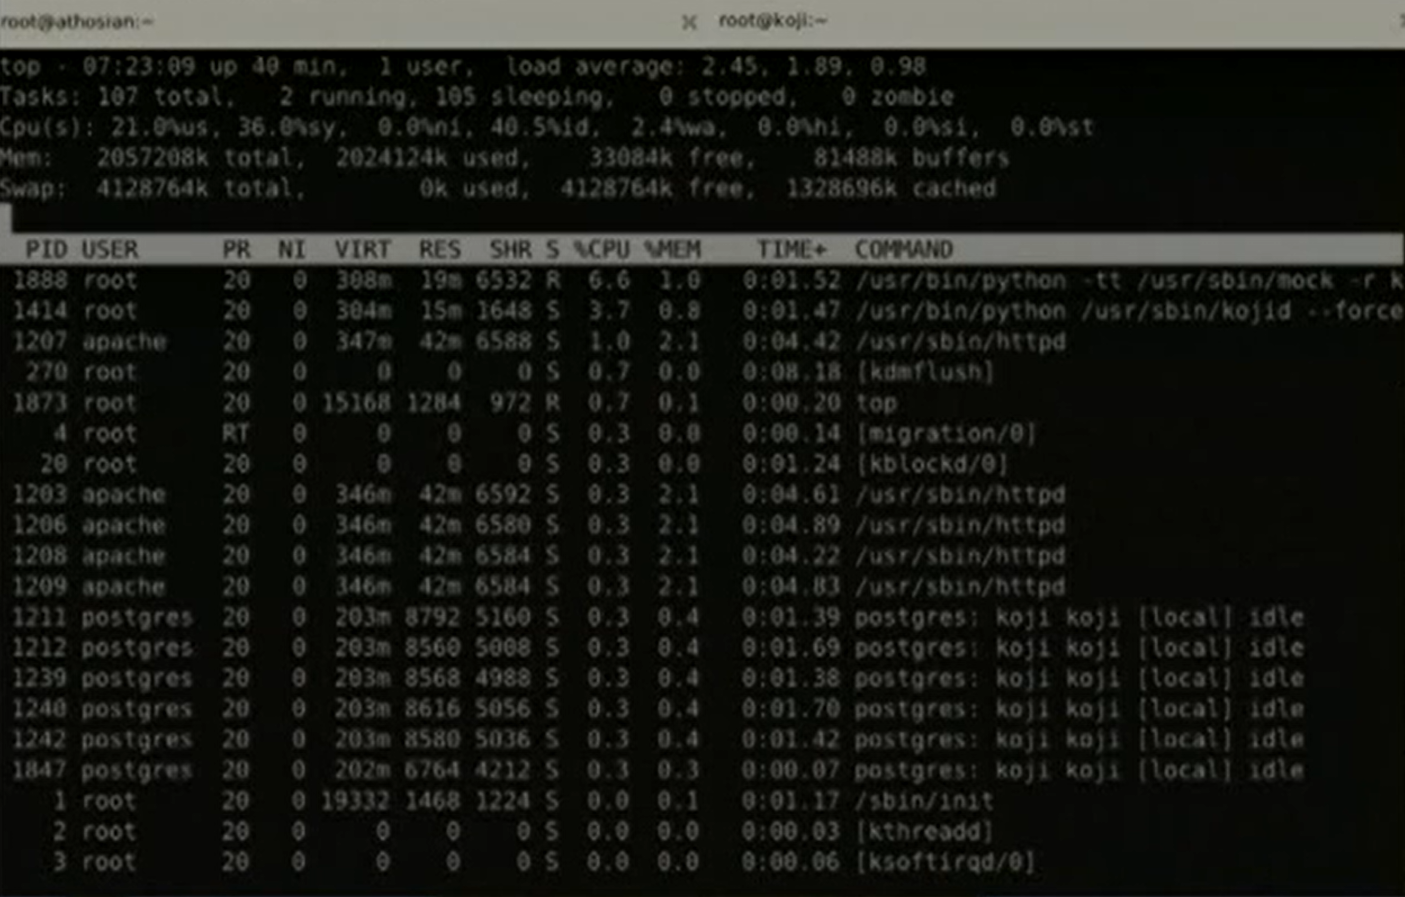 root@athosian:~ × root@koji:~
top - 07:23:09 up 40 min,  1 user,  load average: 2.45, 1.89, 0.98
Tasks: 107 total,   2 running, 105 sleeping,   0 stopped,   0 zombie
Cpu(s): 21.0%us, 36.0%sy,  0.0%ni, 40.5%id,  2.4%wa,  0.0%hi,  0.0%si,  0.0%st
Mem:   2057208k total,  2024124k used,    33084k free,    81488k buffers
Swap:  4128764k total,        0k used,  4128764k free,  1328696k cached
PID USER      PR  NI  VIRT  RES  SHR S %CPU %MEM    TIME+  COMMAND
1888 root      20   0  308m  19m 6532 R  6.6  1.0   0:01.52 /usr/bin/python -tt /usr/sbin/mock -r k
1414 root      20   0  304m  15m 1648 S  3.7  0.8   0:01.47 /usr/bin/python /usr/sbin/kojid --force
1207 apache    20   0  347m  42m 6588 S  1.0  2.1   0:04.42 /usr/sbin/httpd
270 root      20   0     0    0    0 S  0.7  0.0   0:08.18 [kdmflush]
1873 root      20   0 15168 1284  972 R  0.7  0.1   0:00.20 top
4 root      RT   0     0    0    0 S  0.3  0.0   0:00.14 [migration/0]
20 root      20   0     0    0    0 S  0.3  0.0   0:01.24 [kblockd/0]
1203 apache    20   0  346m  42m 6592 S  0.3  2.1   0:04.61 /usr/sbin/httpd
1206 apache    20   0  346m  42m 6580 S  0.3  2.1   0:04.89 /usr/sbin/httpd
1208 apache    20   0  346m  42m 6584 S  0.3  2.1   0:04.22 /usr/sbin/httpd
1209 apache    20   0  346m  42m 6584 S  0.3  2.1   0:04.83 /usr/sbin/httpd
1211 postgres  20   0  203m 8792 5160 S  0.3  0.4   0:01.39 postgres: koji koji [local] idle
1212 postgres  20   0  203m 8560 5008 S  0.3  0.4   0:01.69 postgres: koji koji [local] idle
1239 postgres  20   0  203m 8568 4988 S  0.3  0.4   0:01.38 postgres: koji koji [local] idle
1240 postgres  20   0  203m 8616 5056 S  0.3  0.4   0:01.70 postgres: koji koji [local] idle
1242 postgres  20   0  203m 8580 5036 S  0.3  0.4   0:01.42 postgres: koji koji [local] idle
1847 postgres  20   0  202m 6764 4212 S  0.3  0.3   0:00.07 postgres: koji koji [local] idle
1 root      20   0 19332 1468 1224 S  0.0  0.1   0:01.17 /sbin/init
2 root      20   0     0    0    0 S  0.0  0.0   0:00.03 [kthreadd]
3 root      20   0     0    0    0 S  0.0  0.0   0:00.06 [ksoftirqd/0]